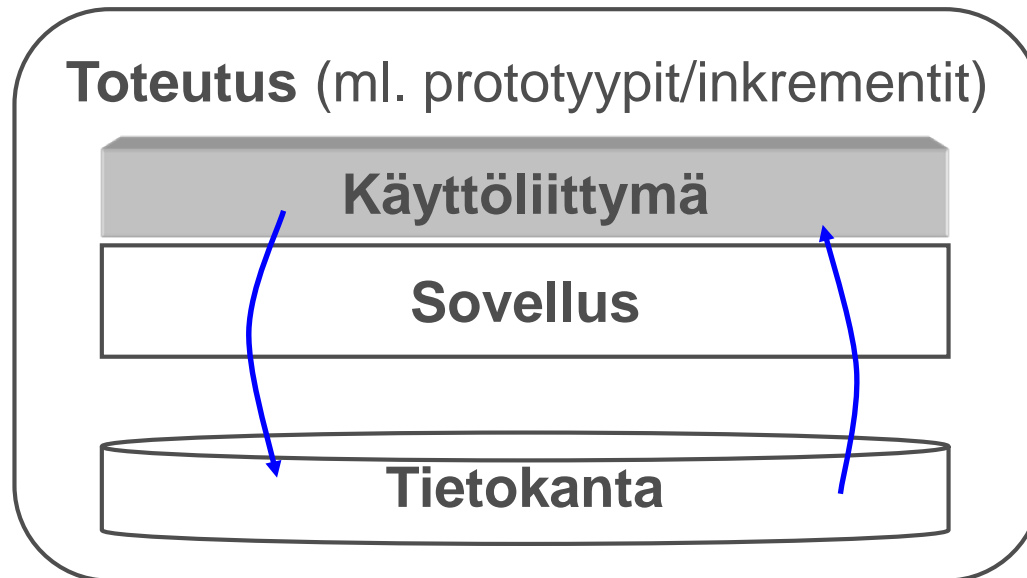 Toteutus (ml. prototyypit/inkrementit)
Käyttöliittymä
Sovellus
Tietokanta